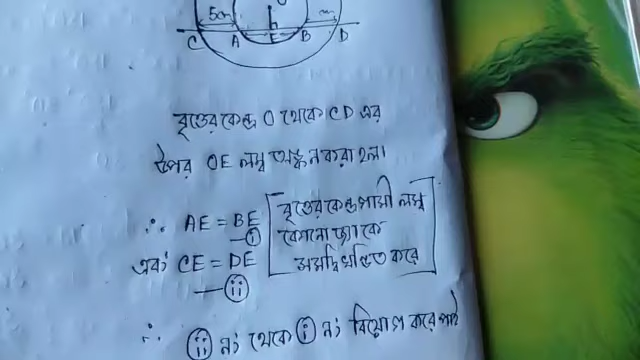 5cm
C A E B D
বৃত্তের কেন্দ্র O থেকে CD এর
উপর OE লম্ব অঙ্কন করা হলো।
∴ AE = BE — (i) [বৃত্তের কেন্দ্রগামী লম্ব
কোনো জ্যাকে
এবং CE = DE — (ii) সমদ্বিখণ্ডিত করে]
∴ (ii) নং থেকে (i) নং বিয়োগ করে পাই